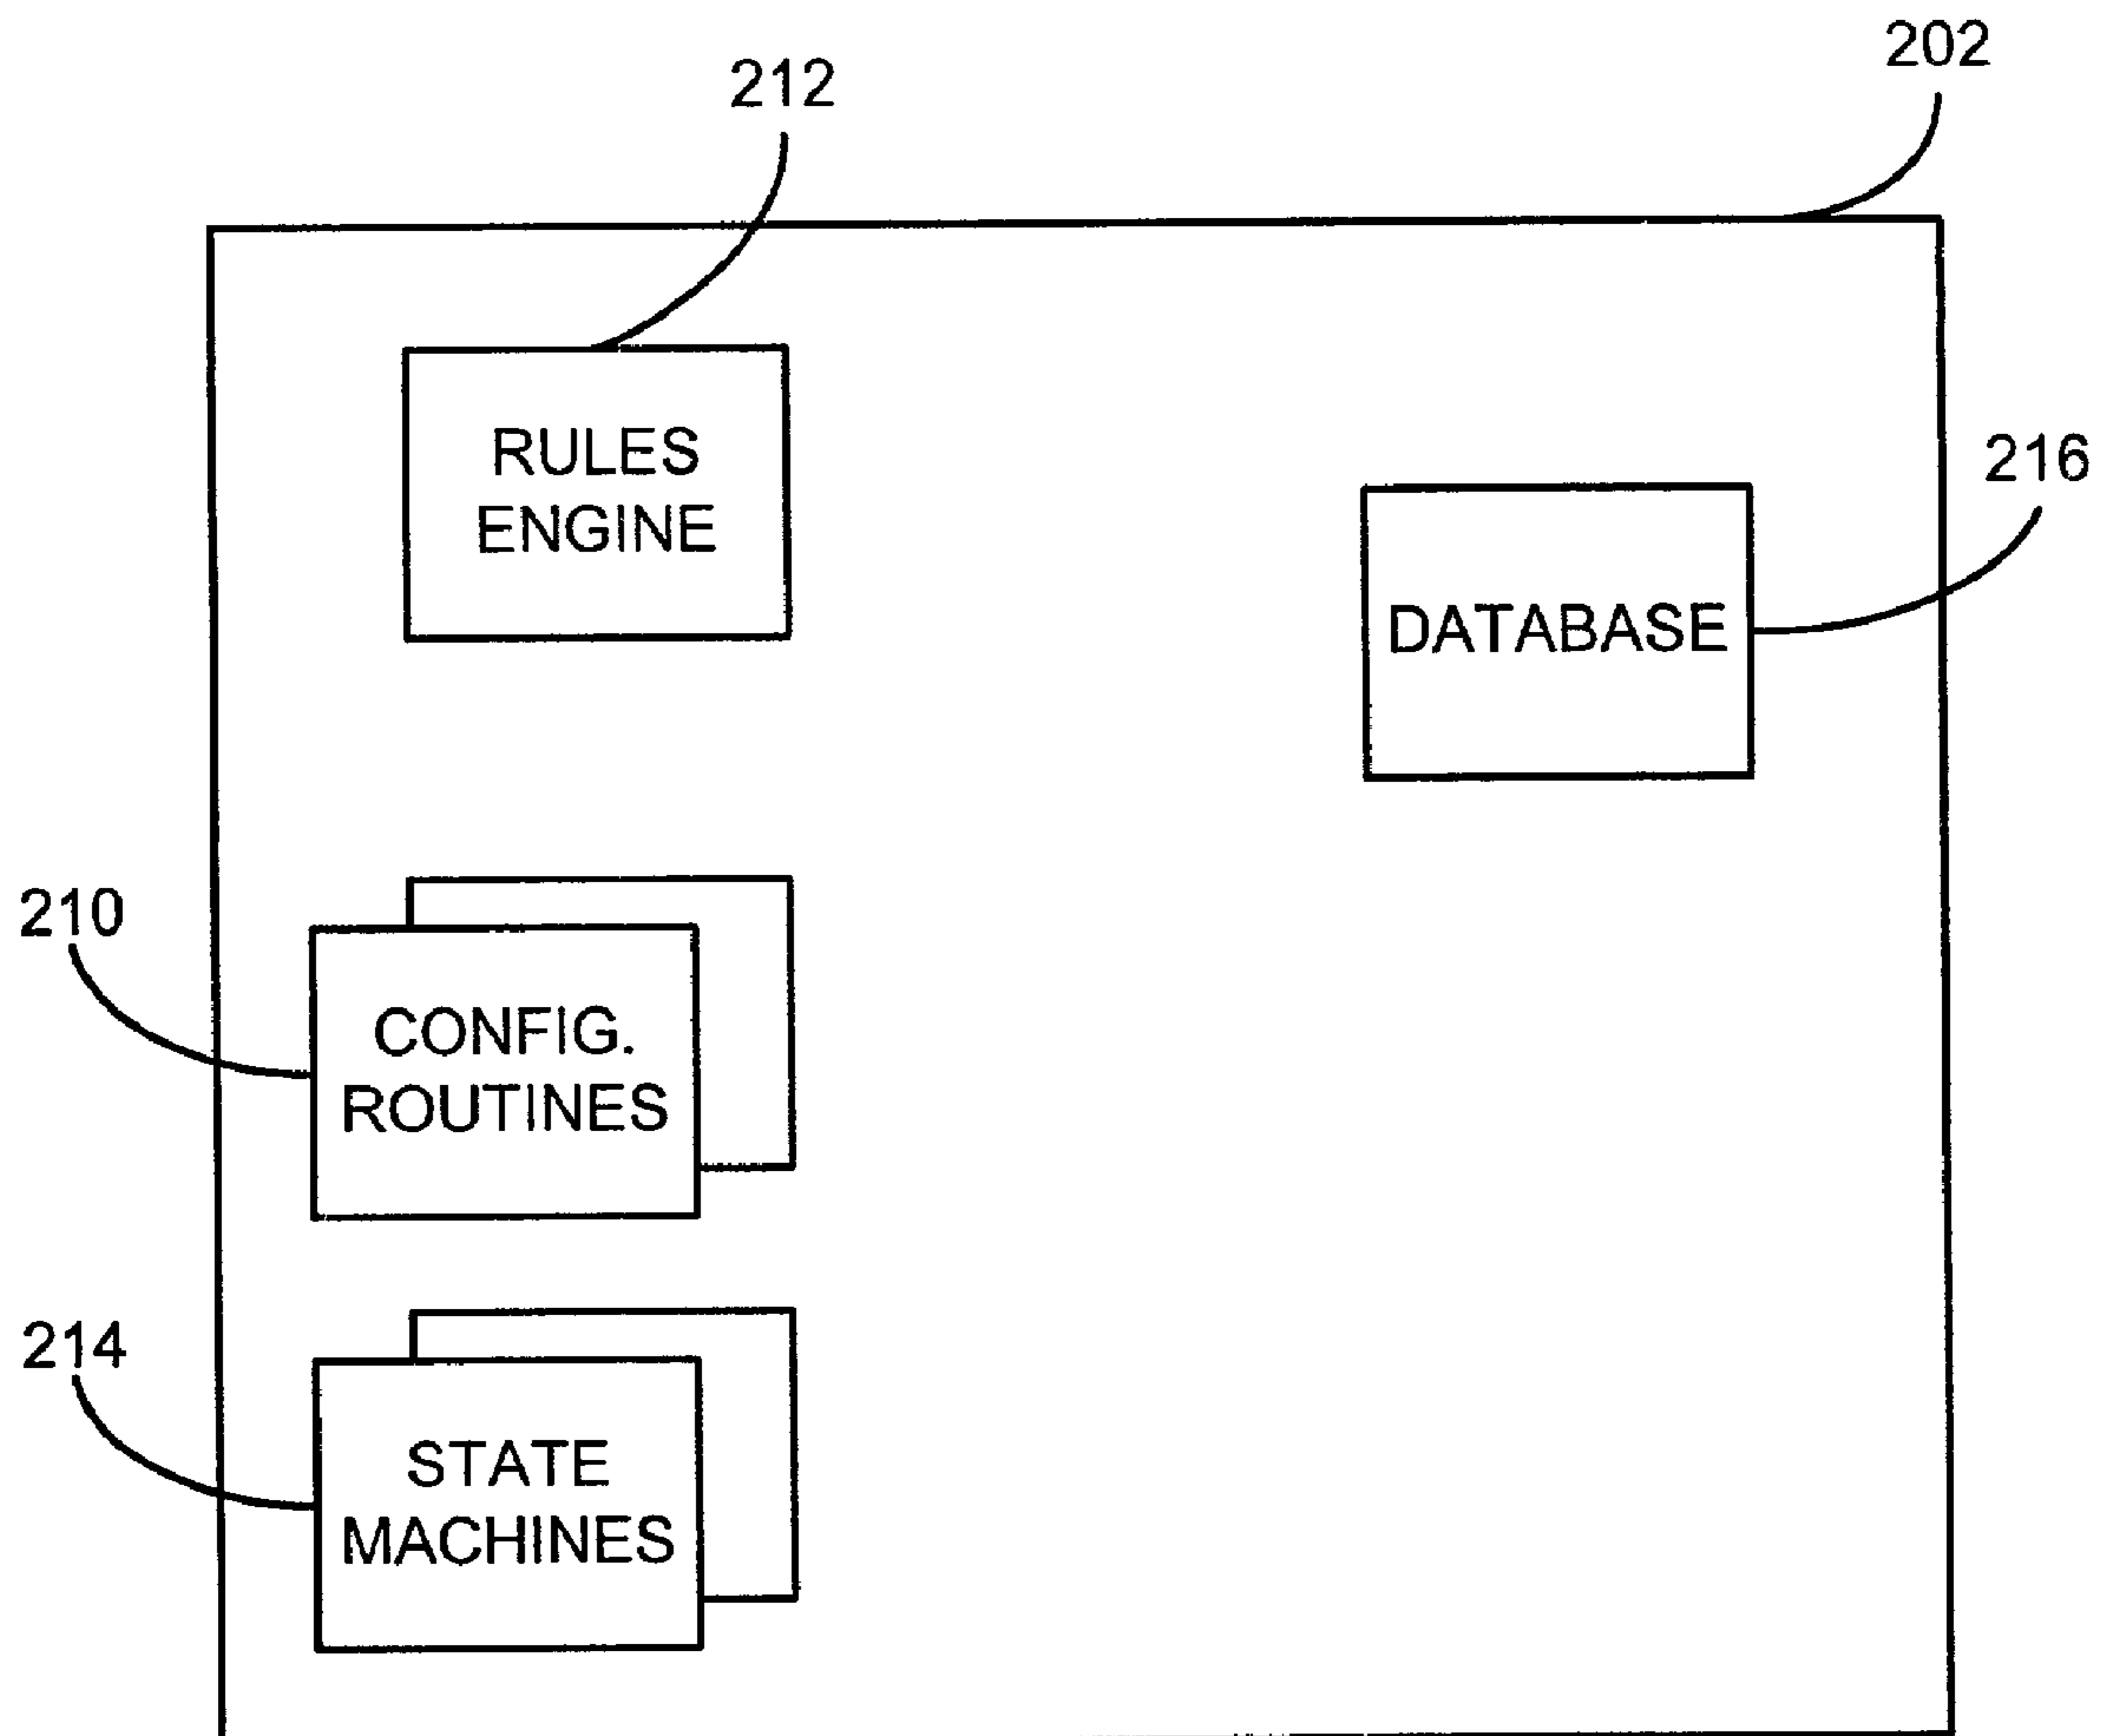 202
212
RULES
ENGINE
216
DATABASE
210
CONFIG.
ROUTINES
214
STATE
MACHINES